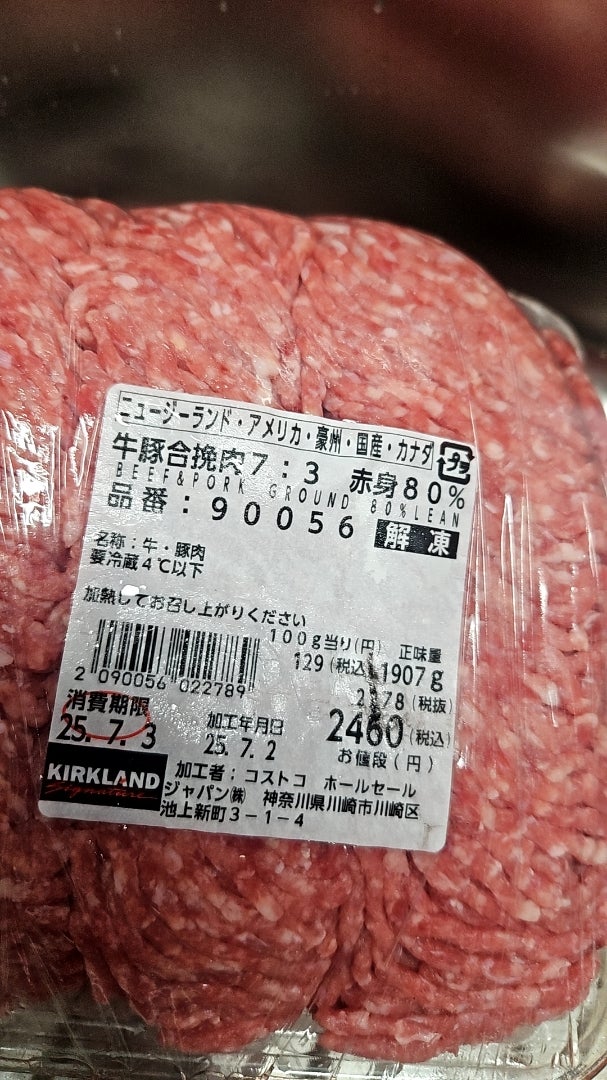 ニュージーランド・アメリカ・豪州・国産・カナダ
牛豚合挽肉7:3 赤身80%
BEEF&PORK GROUND 80%LEAN
プラ
品番:90056 解凍
名称:牛・豚肉
要冷蔵4℃以下
加熱してお召し上がりください
100g当り(円) 正味量
129(税込) 1907g
2 090056 022789
2278(税抜)
消費期限 加工年月日 2460(税込)
25.7.3 25.7.2 お値段(円)
KIRKLAND
Signature
加工者:コストコ ホールセール
ジャパン㈱ 神奈川県川崎市川崎区
池上新町3-1-4